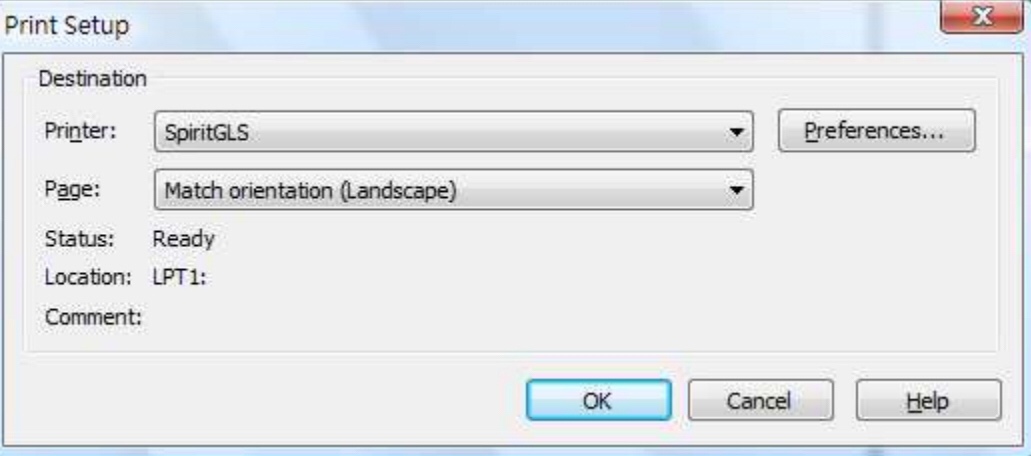 Print Setup
Destination
Printer: SpiritGLS Preferences...
Page: Match orientation (Landscape)
Status: Ready
Location: LPT1:
Comment:
OK Cancel Help